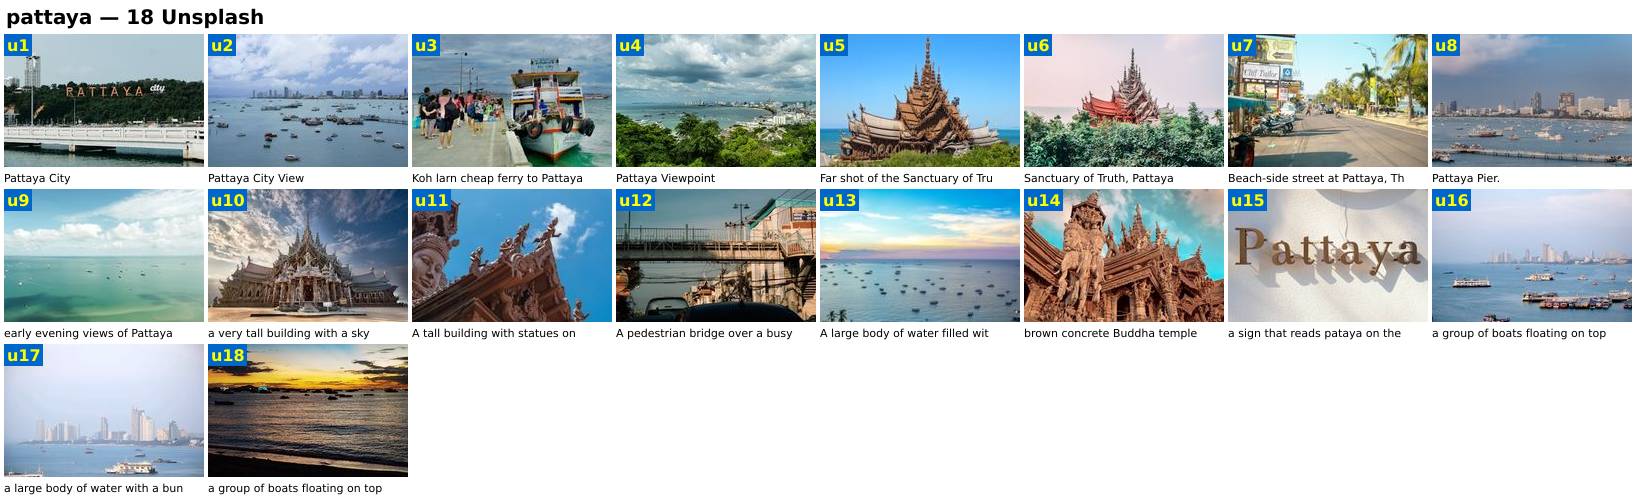 pattaya — 18 Unsplash
u1
u2
u3
u4
u5
u6
u7
u8
PATTAYA city
Pattaya City
Pattaya City View
Koh larn cheap ferry to Pattaya
Pattaya Viewpoint
Far shot of the Sanctuary of Tru
Sanctuary of Truth, Pattaya
Beach-side street at Pattaya, Th
Pattaya Pier.
u9
u10
u11
u12
u13
u14
u15
u16
Pattaya
early evening views of Pattaya
a very tall building with a sky
A tall building with statues on
A pedestrian bridge over a busy
A large body of water filled wit
brown concrete Buddha temple
a sign that reads pataya on the
a group of boats floating on top
u17
u18
a large body of water with a bun
a group of boats floating on top